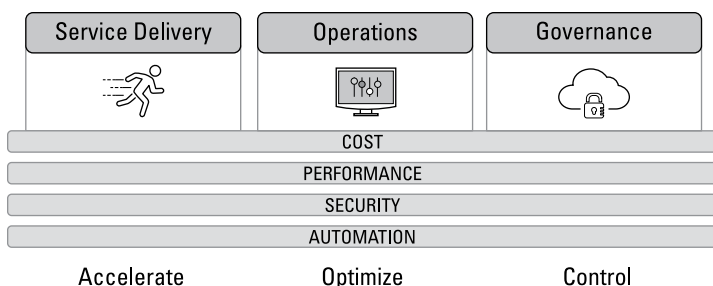 Service Delivery
Operations
Governance
COST
PERFORMANCE
SECURITY
AUTOMATION
Accelerate
Optimize
Control